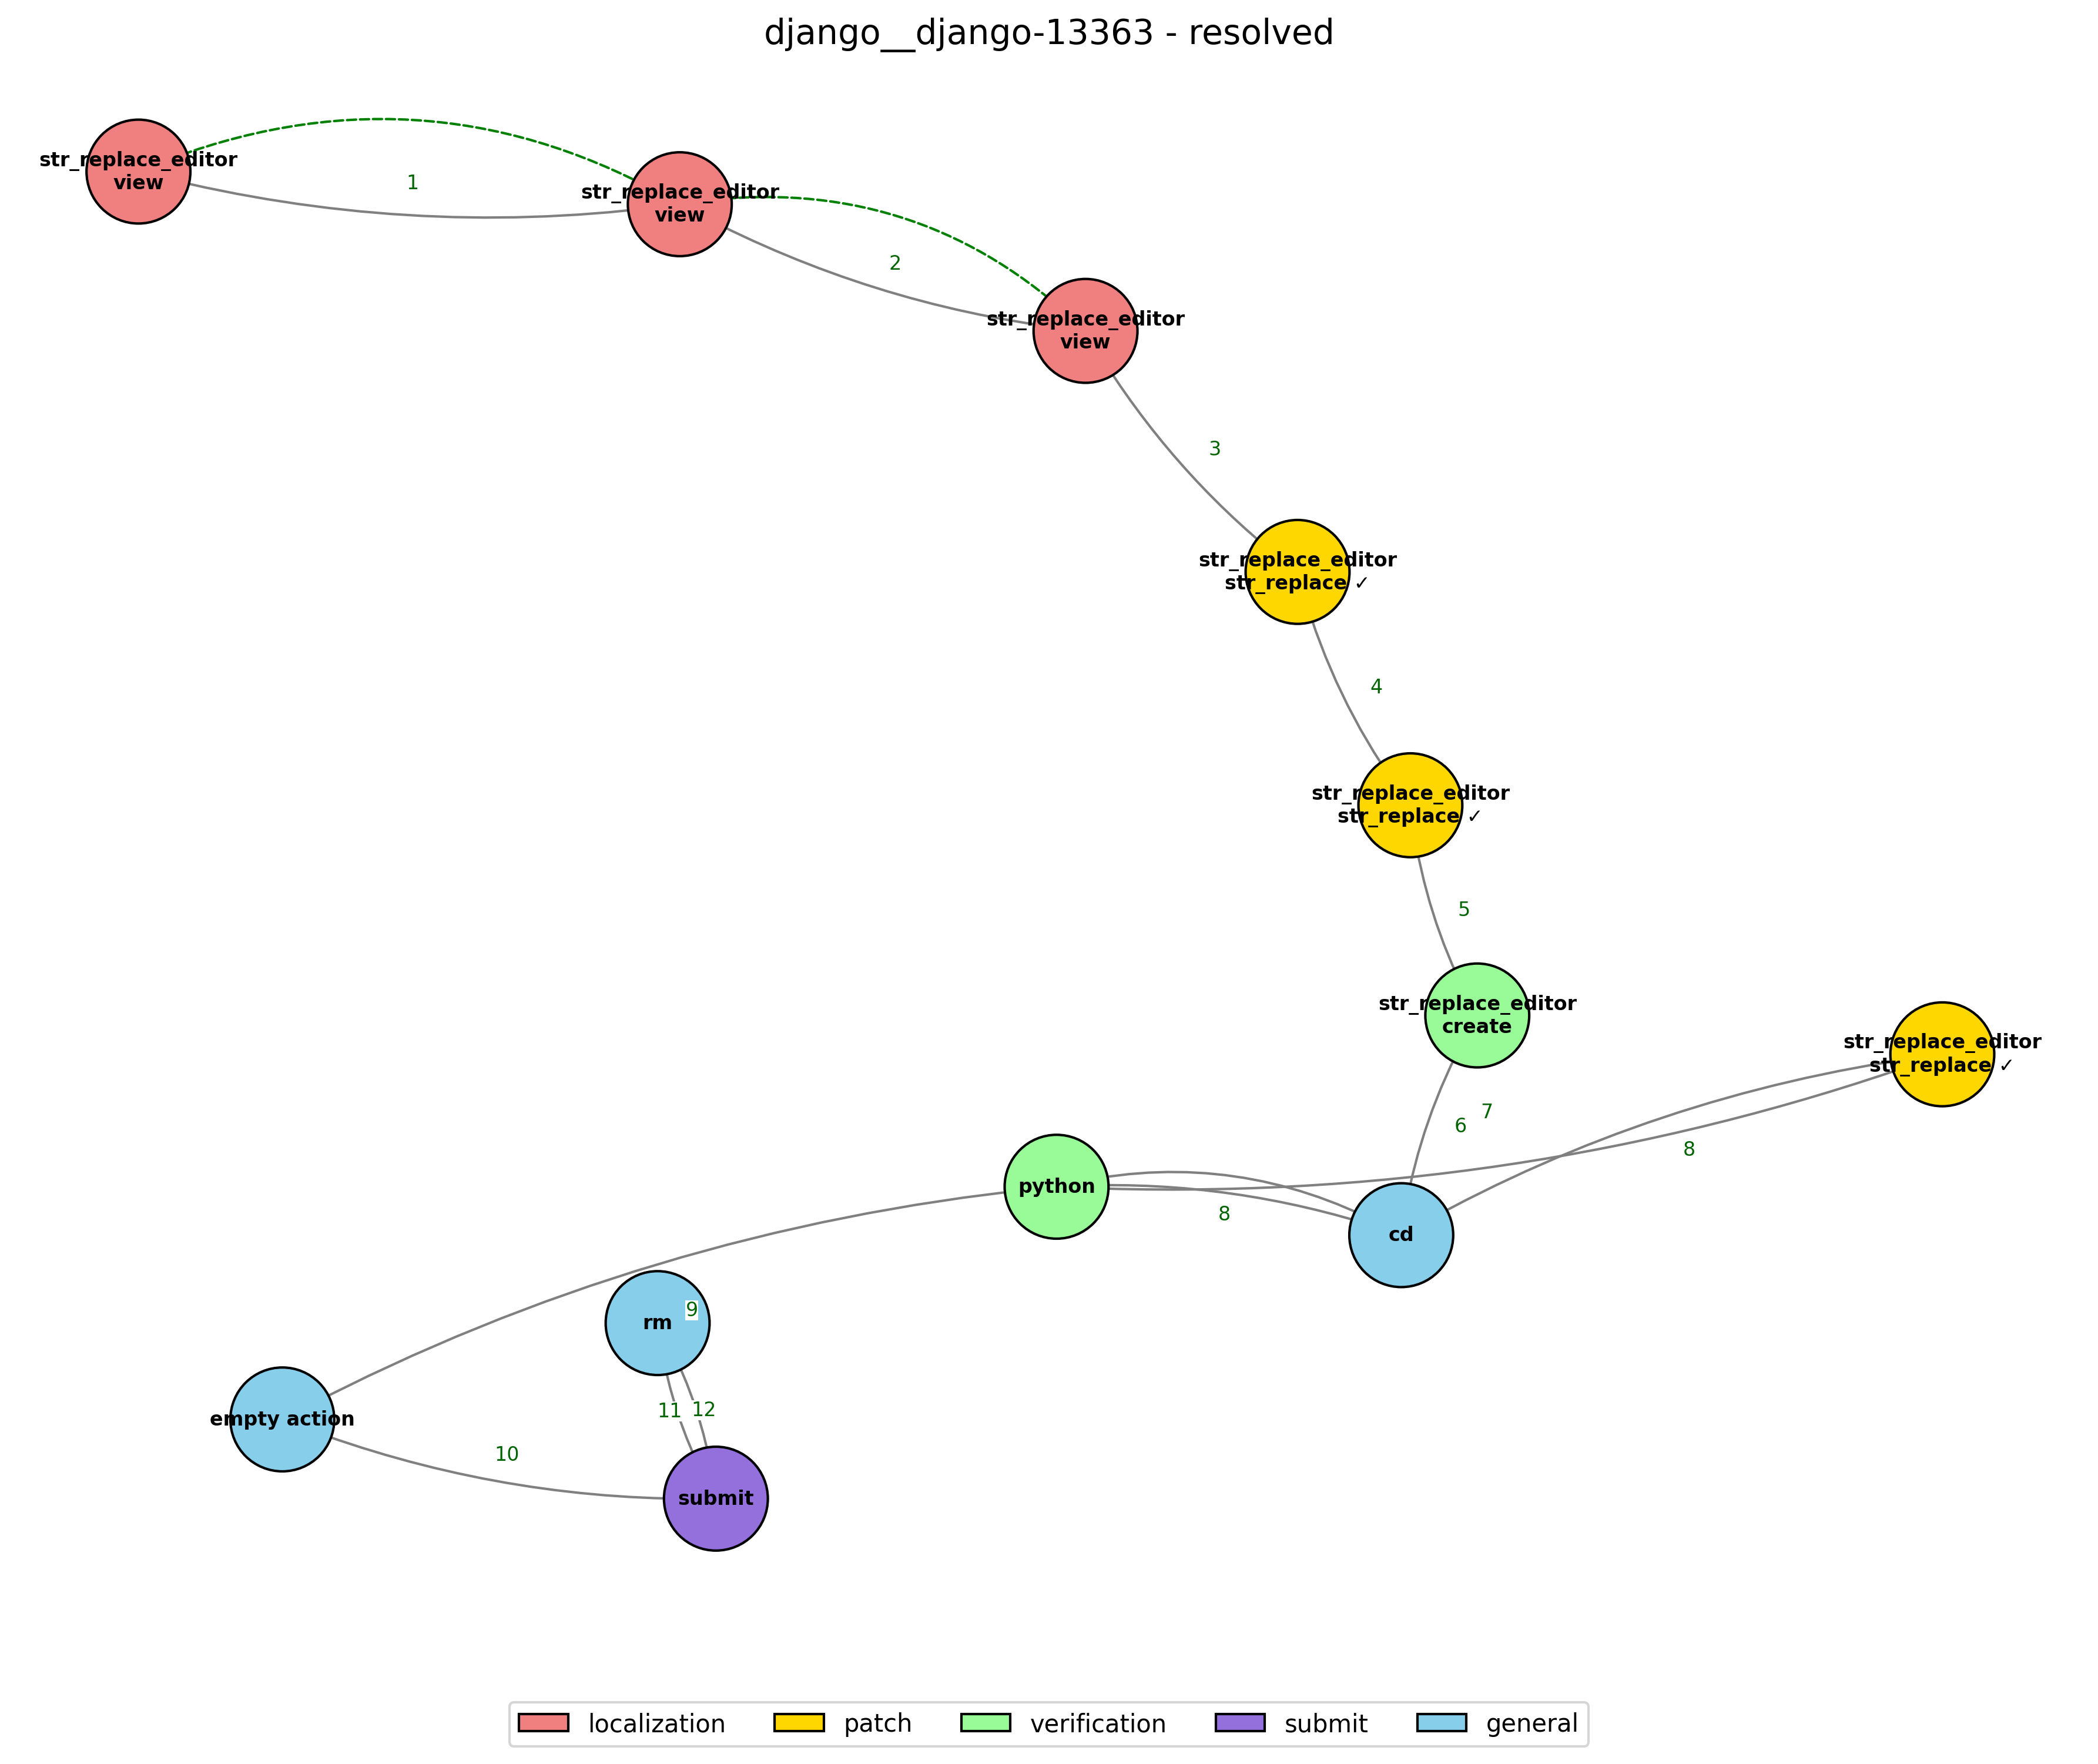 django__django-13363 - resolved
str_replace_editor
view
1
str_replace_editor
view
2
str_replace_editor
view
3
str_replace_editor
str_replace ✓
4
str_replace_editor
str_replace ✓
5
str_replace_editor
create
str_replace_editor
str_replace ✓
6
7
8
python
8
cd
rm
9
empty action
11
12
10
submit
localization
patch
verification
submit
general